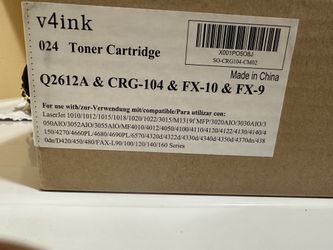 v4ink
024 Toner Cartridge
X001PO5O8J
SO-CRG104-CM02
Made in China
Q2612A & CRG-104 & FX-10 & FX-9
For use with/zur-Verwendung mit/compatible/Para utilizar con:
LaserJet 1010/1012/1015/1018/1020/1022/3015/M1319f MFP/3020AIO/3030AIO/3
050AIO/3052AIO/3055AIO/MF4010/4012/4050/4100/4110/4120/4122/4130/4140/4
150/4270/4660PL/4680/4690PL/6570/4320d/4322d/4330d/4340d/4350d/4370dn/4380
0dn/D420/450/480/FAX-L90/100/120/140/160 Series